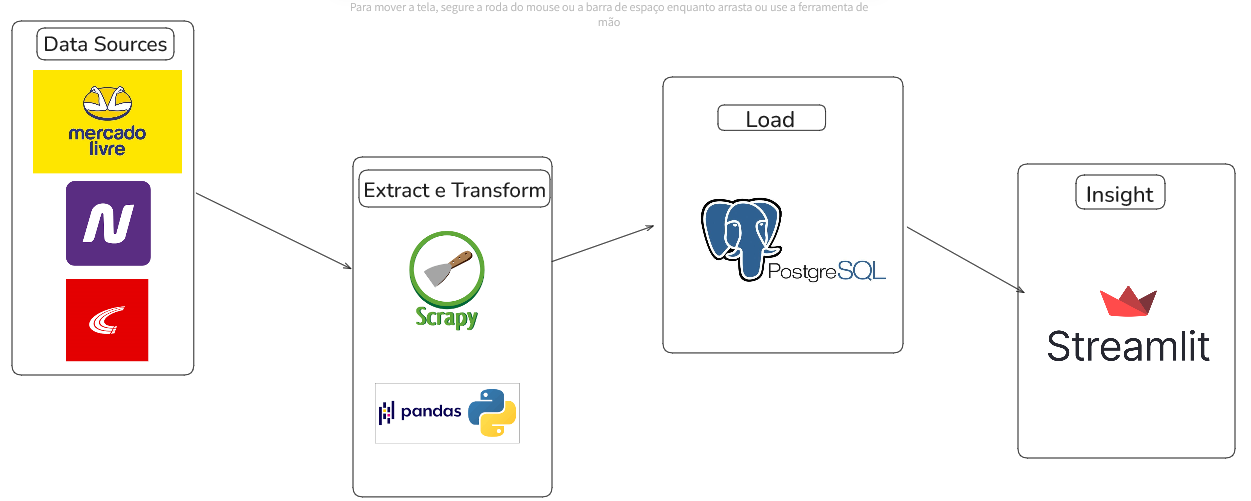 Para mover a tela, segure a roda do mouse ou a barra de espaço enquanto arrasta ou use a ferramenta de
mão
Data Sources
mercado
livre
N
Extract e Transform
Scrapy
pandas
Load
PostgreSQL
Insight
Streamlit